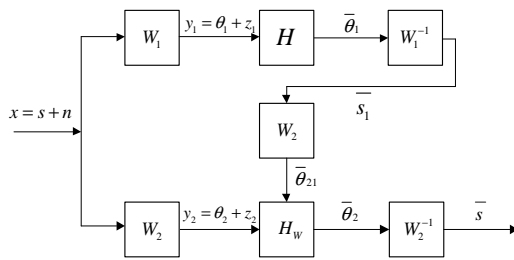 W₁ y₁ = θ₁ + z₁ H θ̅₁ W₁⁻¹
x = s + n
W₂ s̅₁
θ̅₂₁
W₂ y₂ = θ₂ + z₂ H_W θ̅₂ W₂⁻¹ s̅